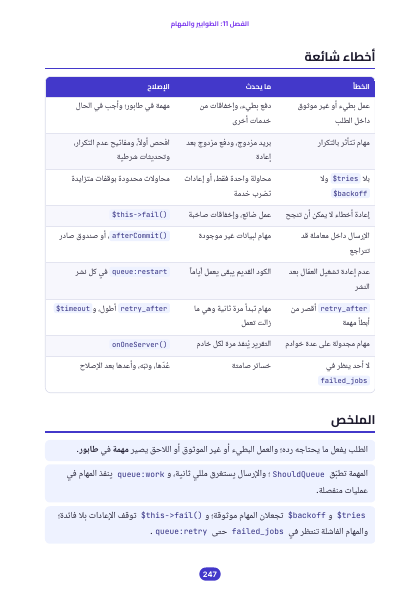 الفصل 11: الطوابير والمهام
أخطاء شائعة
الخطأ	ما يحدث	الإصلاح
عمل بطيء أو غير موثوق	دفع بطيء، وإخفاقات من	مهمة في طابور؛ وأجب في الحال
داخل الطلب	خدمات أخرى
مهام تتأثر بالتكرار	بريد مزدوج، ودفع مزدوج بعد	افحص أولاً، ومفاتيح عدم التكرار،
إعادة	وتحديثات شرطية
بلا $tries ولا	محاولة واحدة فقط، أو إعادات	محاولات محدودة بوقفات متزايدة
$backoff	تضرب خدمة
إعادة أخطاء لا يمكن أن تنجح	عمل ضائع، وإخفاقات صاخبة	$this->fail()
الإرسال داخل معاملة قد	مهام لبيانات غير موجودة	afterCommit()، أو صندوق صادر
تتراجع
عدم إعادة تشغيل العمّال بعد	الكود القديم يبقى يعمل أياماً	queue:restart في كل نشر
النشر
retry_after أقصر من	مهام تبدأ مرة ثانية وهي ما	retry_after أطول، و $timeout
أبطأ مهمة	زالت تعمل
مهام مجدولة على عدة خوادم	التقرير يُنفذ مرة لكل خادم	onOneServer()
لا أحد ينظر في	خسائر صامتة	عُدّها، ونبّه، وأعدها بعد الإصلاح
failed_jobs
الملخص
الطلب يفعل ما يحتاجه رده؛ والعمل البطيء أو غير الموثوق أو اللاحق يصير مهمة في طابور.
المهمة تطبّق ShouldQueue؛ والإرسال يستغرق مللي ثانية، و queue:work ينفذ المهام في
عمليات منفصلة.
$tries و $backoff تجعلان المهام موثوقة؛ و $this->fail() توقف الإعادات بلا فائدة؛
والمهام الفاشلة تنتظر في failed_jobs حتى queue:retry.
247